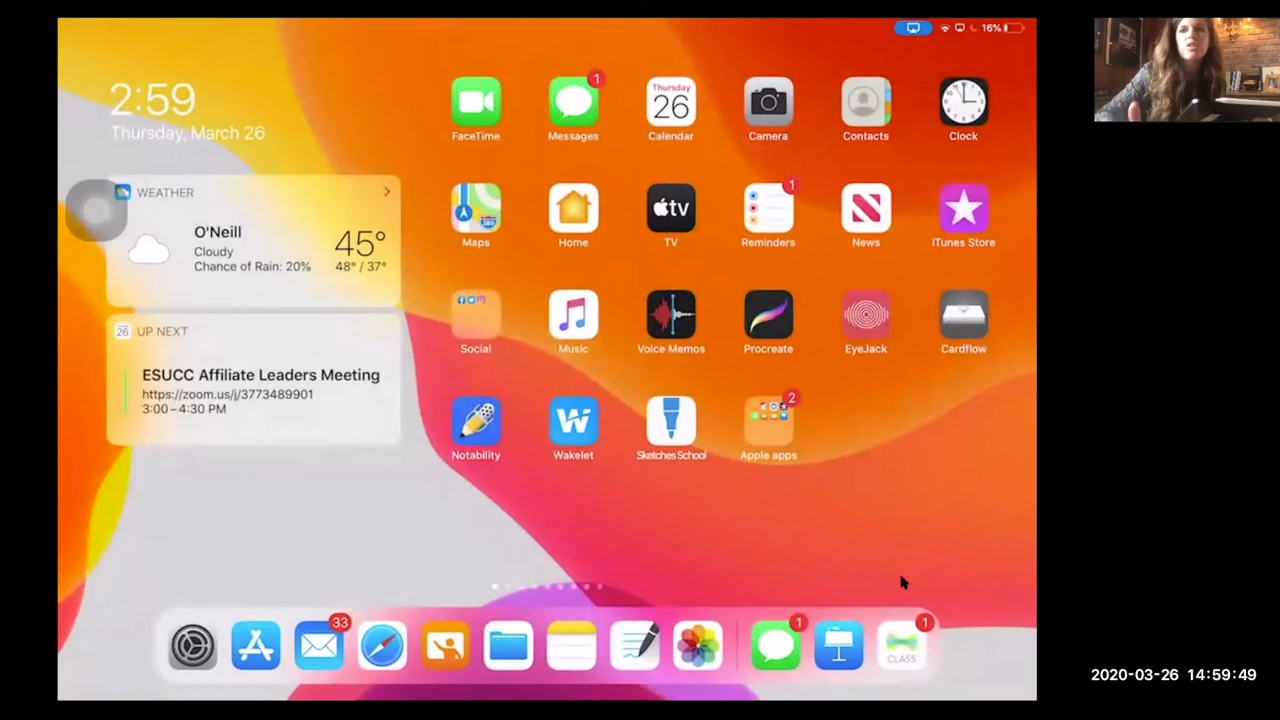 16%
2:59
Thursday, March 26
WEATHER
O'Neill
Cloudy
Chance of Rain: 20%
45°
48° / 37°
26 UP NEXT
ESUCC Affiliate Leaders Meeting
https://zoom.us/j/3773489901
3:00 – 4:30 PM
1
Thursday
26
FaceTime Messages Calendar Camera Contacts Clock
280
tv
1
Maps Home TV Reminders News iTunes Store
Social Music Voice Memos Procreate EyeJack Cardflow
W
2
Notability Wakelet Sketches School Apple apps
33
1
1
CLASS
2020-03-26 14:59:49